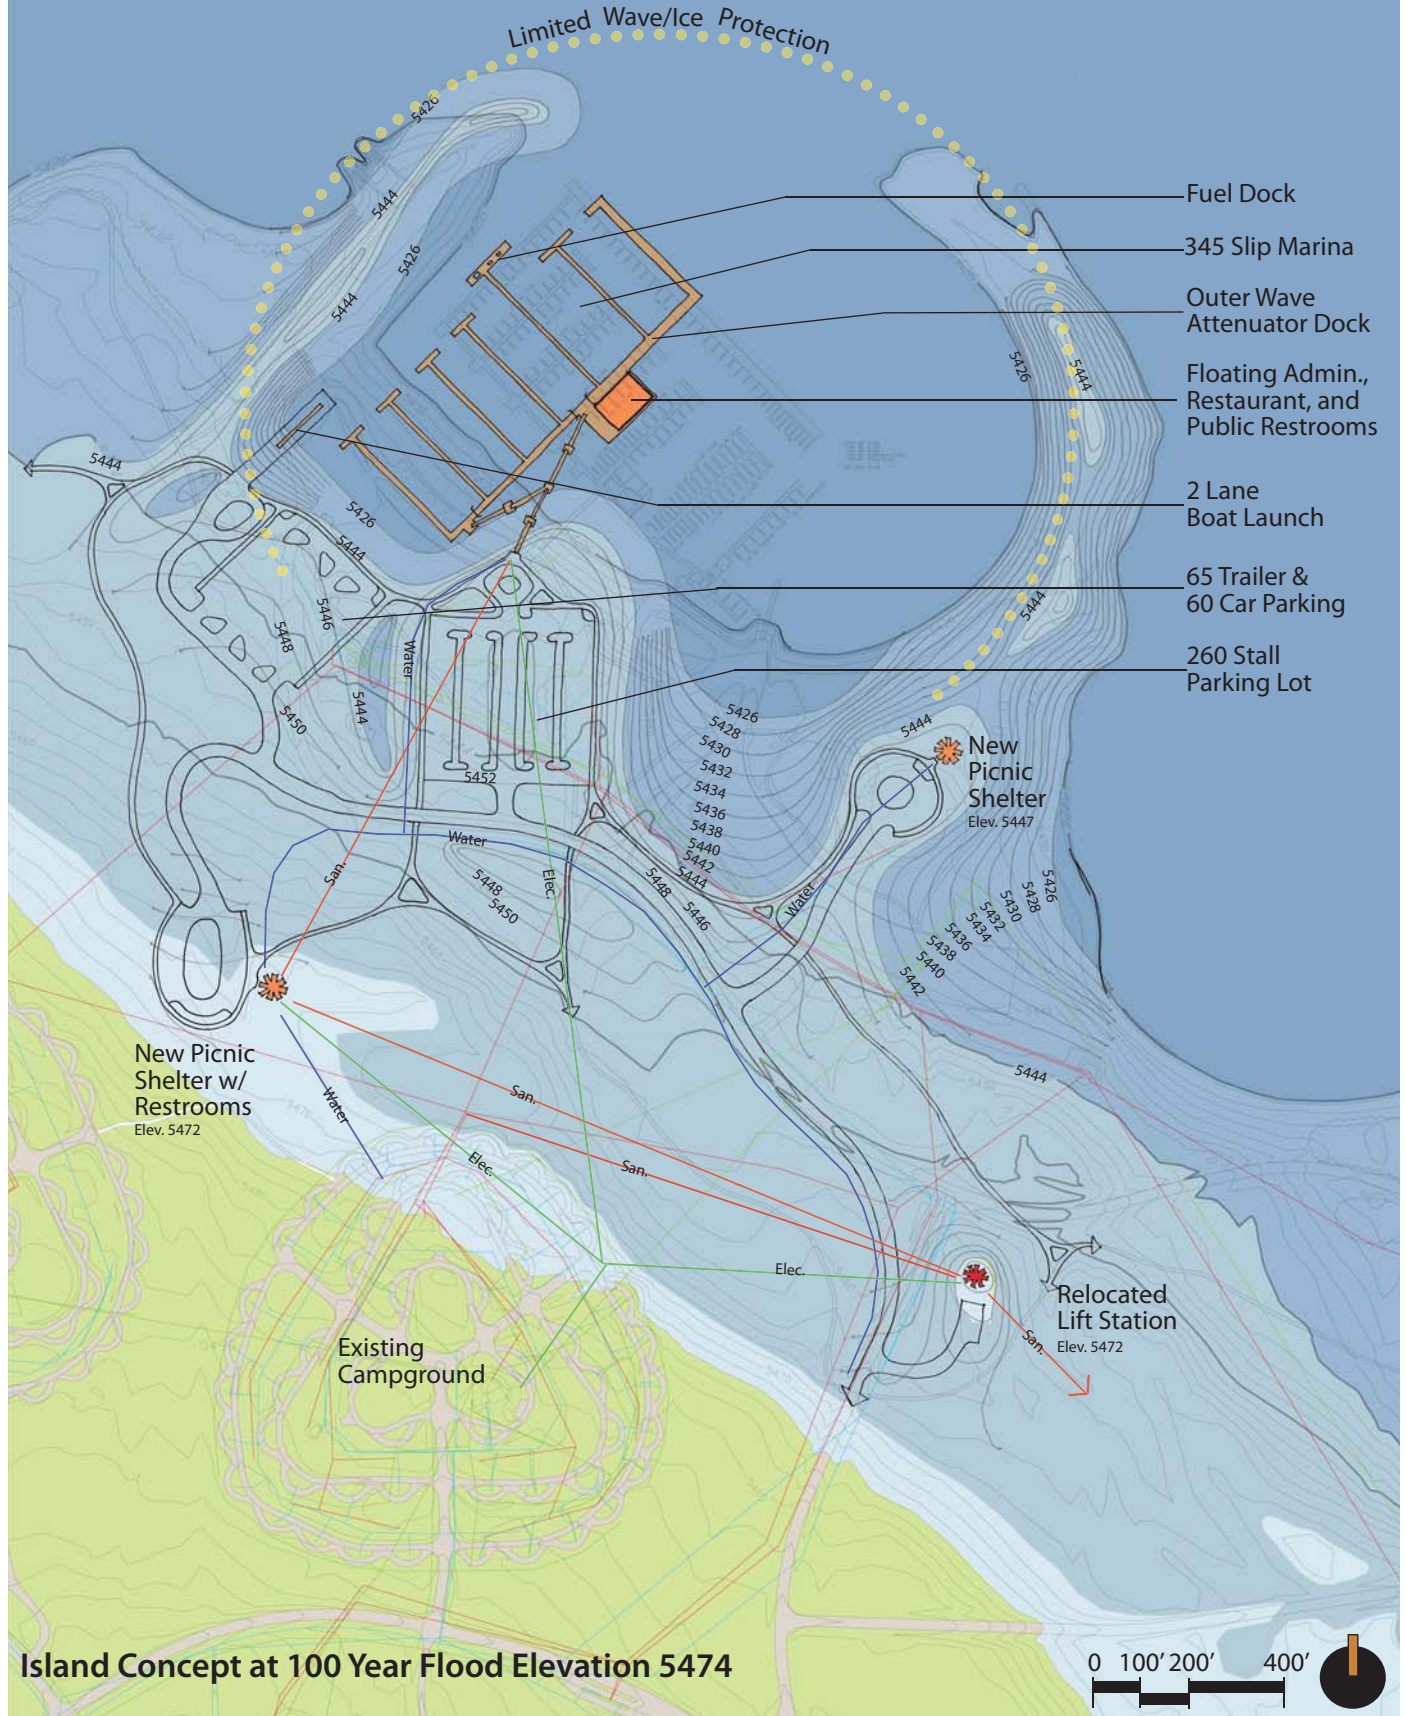 Limited Wave/Ice Protection
5426
5444
5426
5444
Fuel Dock
345 Slip Marina
Outer Wave
Attenuator Dock
Floating Admin.,
Restaurant, and
Public Restrooms
5426
5444
5444
2 Lane
Boat Launch
5426
5444
65 Trailer &
60 Car Parking
5444
5446
5448
Water
260 Stall
Parking Lot
5444
5450
5452
5426
5428
5430
5432
5434
5436
5438
5440
5442
5444
5444
New
Picnic
Shelter
Elev. 5447
Water
San.
Elec.
5448
5450
5448
5446
Water
5426
5428
5430
5432
5434
5436
5438
5440
5442
5444
New Picnic
Shelter w/
Restrooms
Elev. 5472
Water
San.
Elec.
San.
Elec.
Relocated
Lift Station
Elev. 5472
San.
Existing
Campground
Island Concept at 100 Year Flood Elevation 5474
0 100’ 200’ 400’